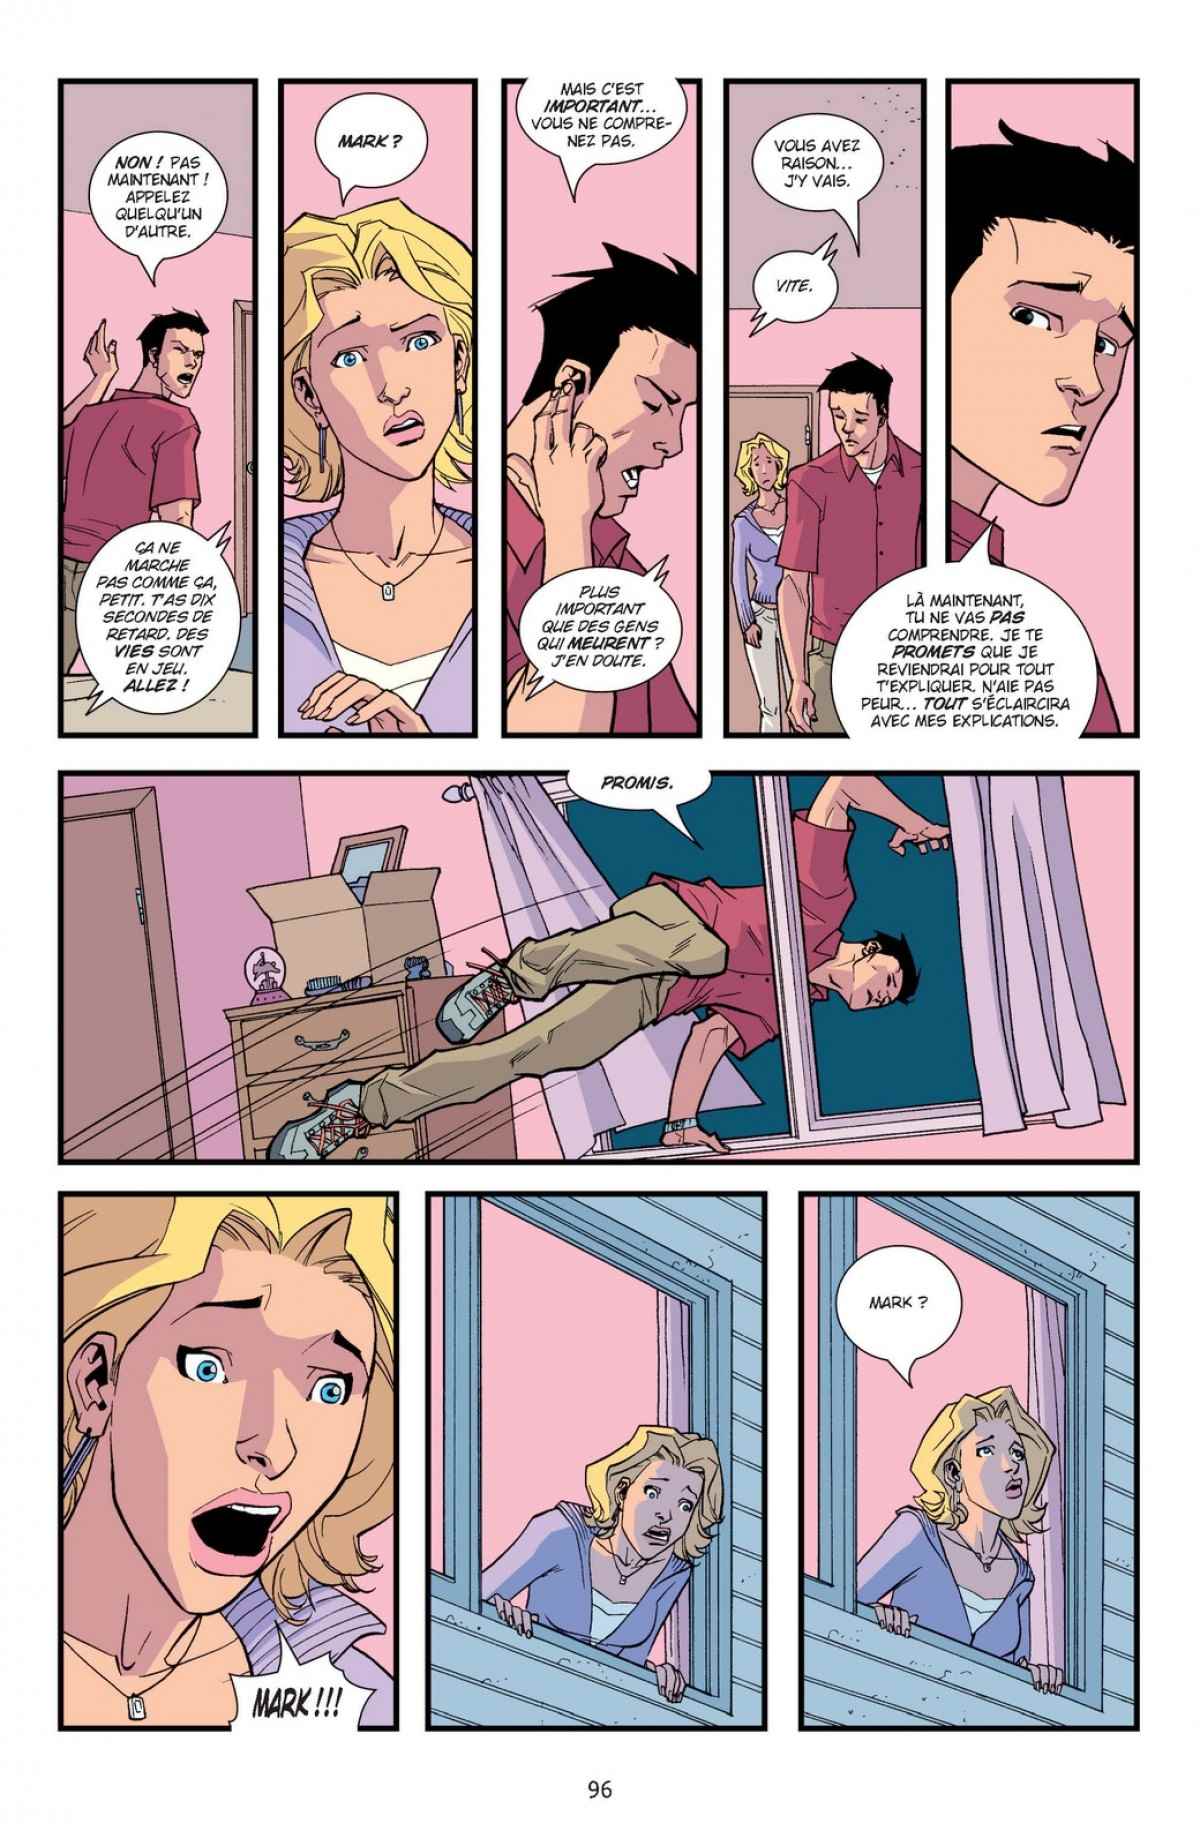 NON ! PAS
MAINTENANT !
APPELEZ
QUELQU'UN
D'AUTRE.
ÇA NE
MARCHE
PAS COMME ÇA,
PETIT. T'AS DIX
SECONDES DE
RETARD. DES
VIES SONT
EN JEU.
ALLEZ !
MARK ?
MAIS C'EST
IMPORTANT...
VOUS NE COMPRE-
NEZ PAS.
PLUS
IMPORTANT
QUE DES GENS
QUI MEURENT ?
J'EN DOUTE.
VOUS AVEZ
RAISON...
J'Y VAIS.
VITE.
LÀ MAINTENANT,
TU NE VAS PAS
COMPRENDRE. JE TE
PROMETS QUE JE
REVIENDRAI POUR TOUT
T'EXPLIQUER. N'AIE PAS
PEUR... TOUT S'ÉCLAIRCIRA
AVEC MES EXPLICATIONS.
PROMIS.
MARK !!!
MARK ?
96